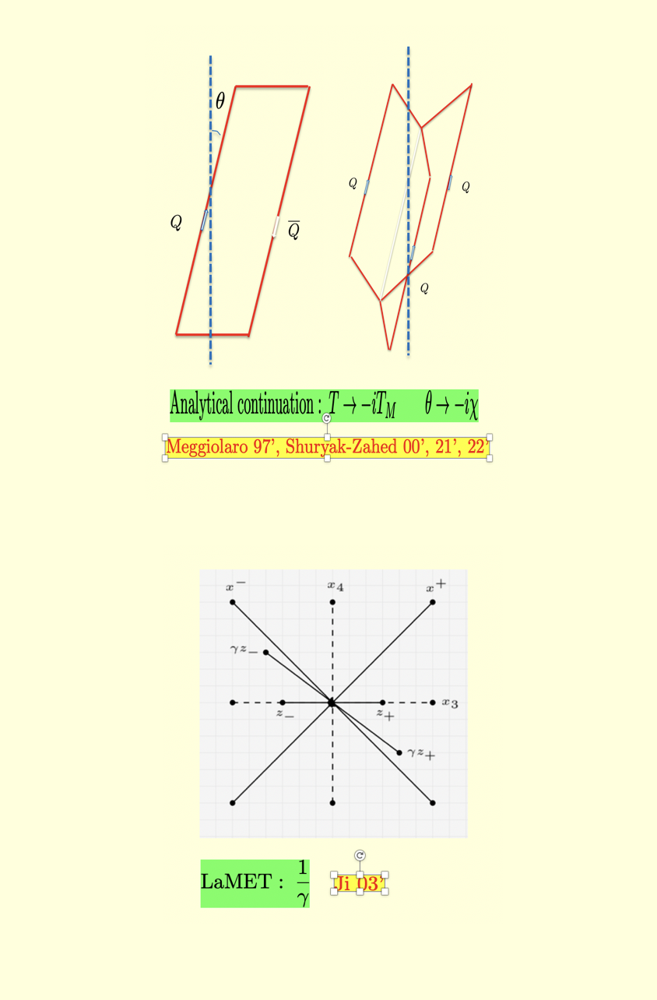 θ
Q
Q
Q
Q̅
Q
Analytical continuation : T → −iT_M θ → −iχ
Meggiolaro 97', Shuryak-Zahed 00', 21', 22'
x⁻
x₄
x⁺
γz₋
z₋
z₊
x₃
γz₊
LaMET : 1/γ
Ji 03'